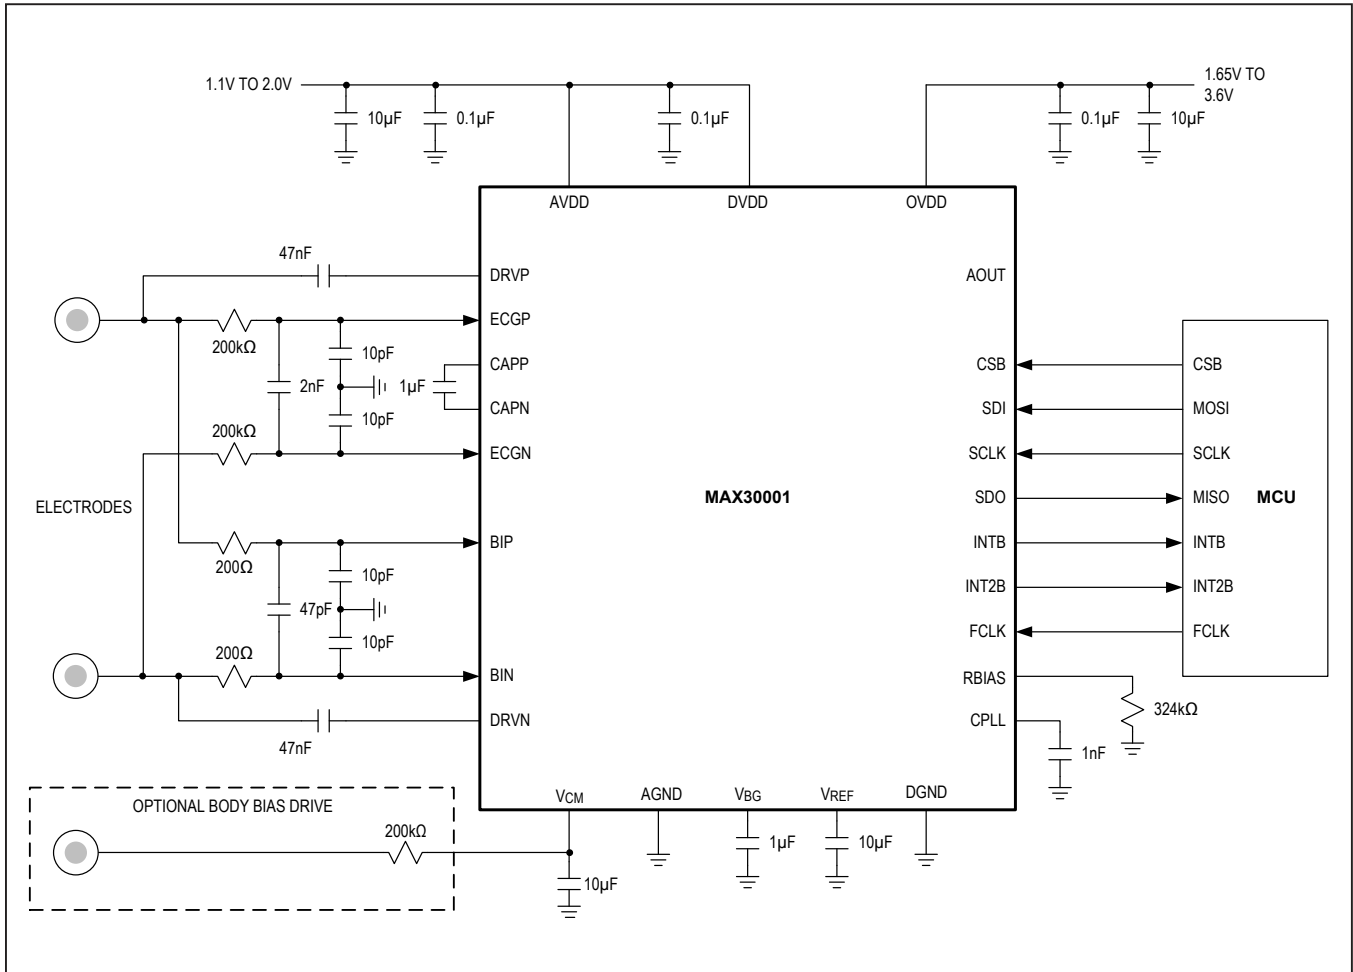 1.1V TO 2.0V
10µF
0.1µF
0.1µF
0.1µF
10µF
1.65V TO
3.6V
AVDD
DVDD
OVDD
47nF
DRVP
AOUT
ECGP
200kΩ
10pF
CAPP
2nF
1µF
10pF
CAPN
200kΩ
ECGN
ELECTRODES
200Ω
BIP
10pF
47pF
10pF
200Ω
BIN
DRVN
47nF
MAX30001
CSB
SDI
SCLK
SDO
INTB
INT2B
FCLK
RBIAS
CPLL
CSB
MOSI
SCLK
MISO
MCU
INTB
INT2B
FCLK
324kΩ
1nF
VCM
AGND
VBG
VREF
DGND
OPTIONAL BODY BIAS DRIVE
200kΩ
10µF
1µF
10µF